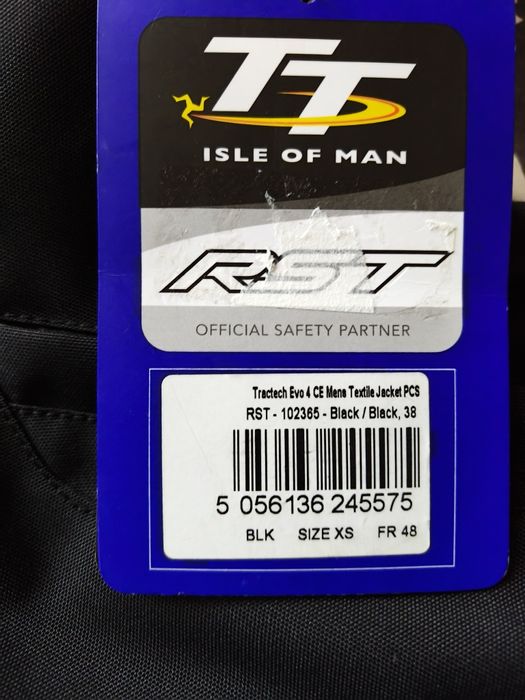 TT
ISLE OF MAN
RST
OFFICIAL SAFETY PARTNER
Tractech Evo 4 CE Mens Textile Jacket PCS
RST - 102365 - Black / Black, 38
5 056136 245575
BLK SIZE XS FR 48